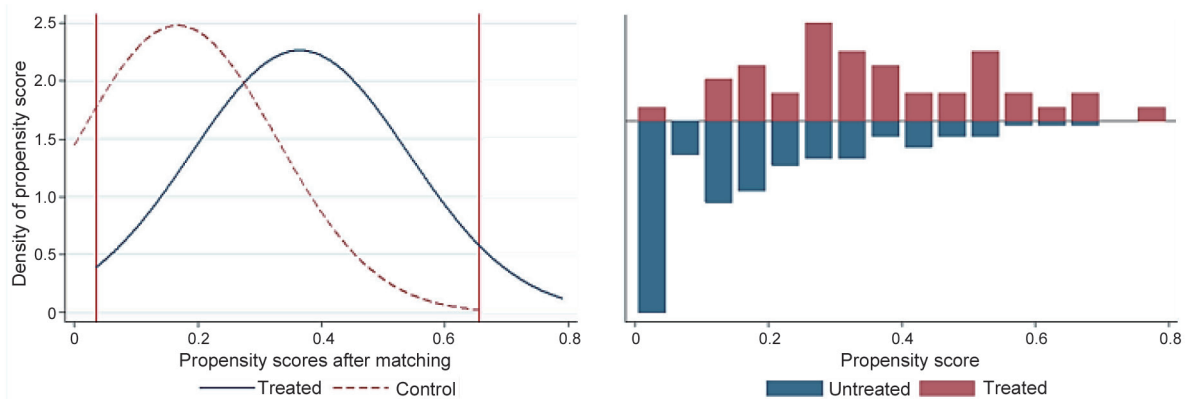 Density of propensity score
2.5
2.0
1.5
1.0
0.5
0
0 0.2 0.4 0.6 0.8
Propensity scores after matching
Treated Control
0 0.2 0.4 0.6 0.8
Propensity score
Untreated Treated